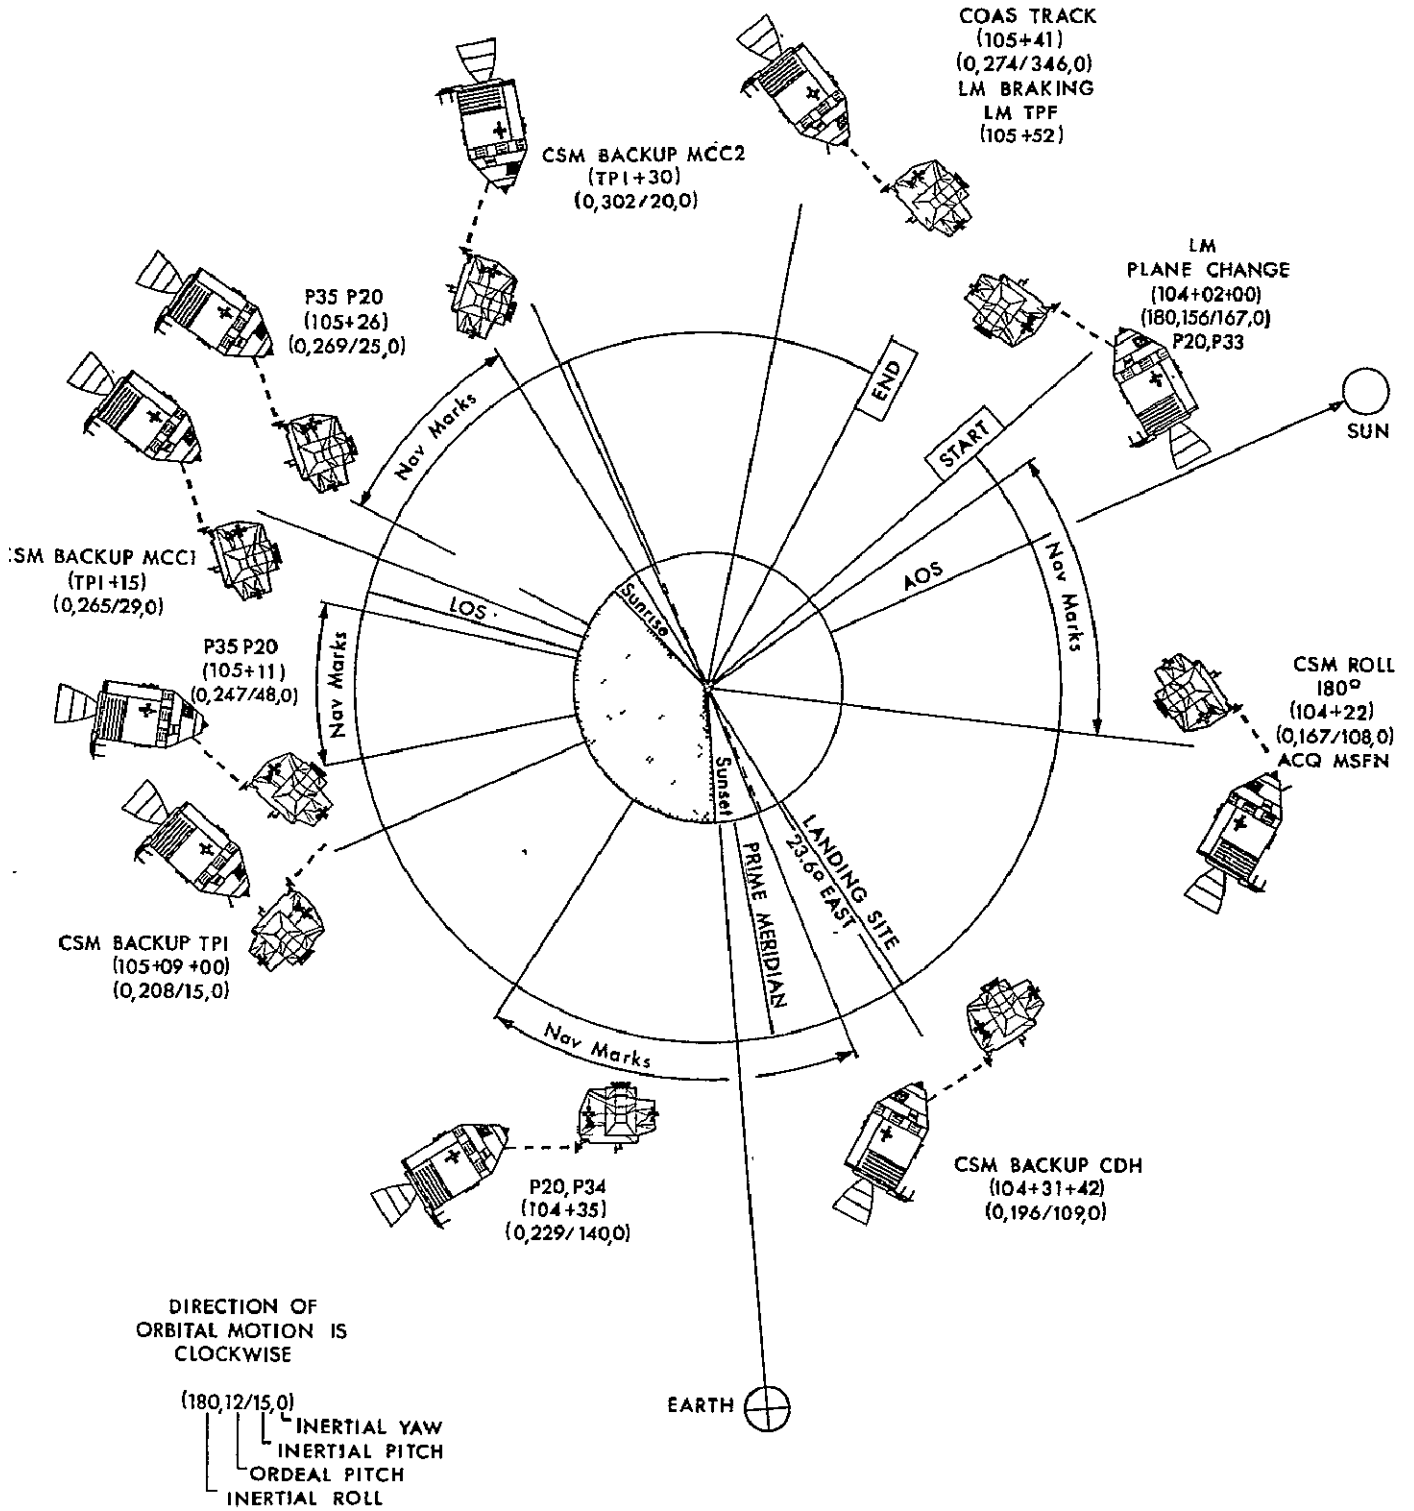 COAS TRACK
(105+41)
(0,274/346,0)
LM BRAKING
LM TPF
(105+52)
CSM BACKUP MCC2
(TPI+30)
(0,302/20,0)
LM
PLANE CHANGE
(104+02+00)
(180,156/167,0)
P20,P33
P35 P20
(105+26)
(0,269/25,0)
Nav Marks
END
START
SUN
CSM BACKUP MCC1
(TPI+15)
(0,265/29,0)
LOS
Sunrise
AOS
Nav Marks
P35 P20
(105+11)
(0,247/48,0)
Nav Marks
CSM ROLL
180º
(104+22)
(0,167/108,0)
ACQ MSFN
Sunset
LANDING SITE
23.6º EAST
PRIME MERIDIAN
CSM BACKUP TPI
(105+09+00)
(0,208/15,0)
Nav Marks
P20,P34
(104+35)
(0,229/140,0)
CSM BACKUP CDH
(104+31+42)
(0,196/109,0)
DIRECTION OF
ORBITAL MOTION IS
CLOCKWISE
EARTH
(180,12/15,0)
INERTIAL YAW
INERTIAL PITCH
ORDEAL PITCH
INERTIAL ROLL